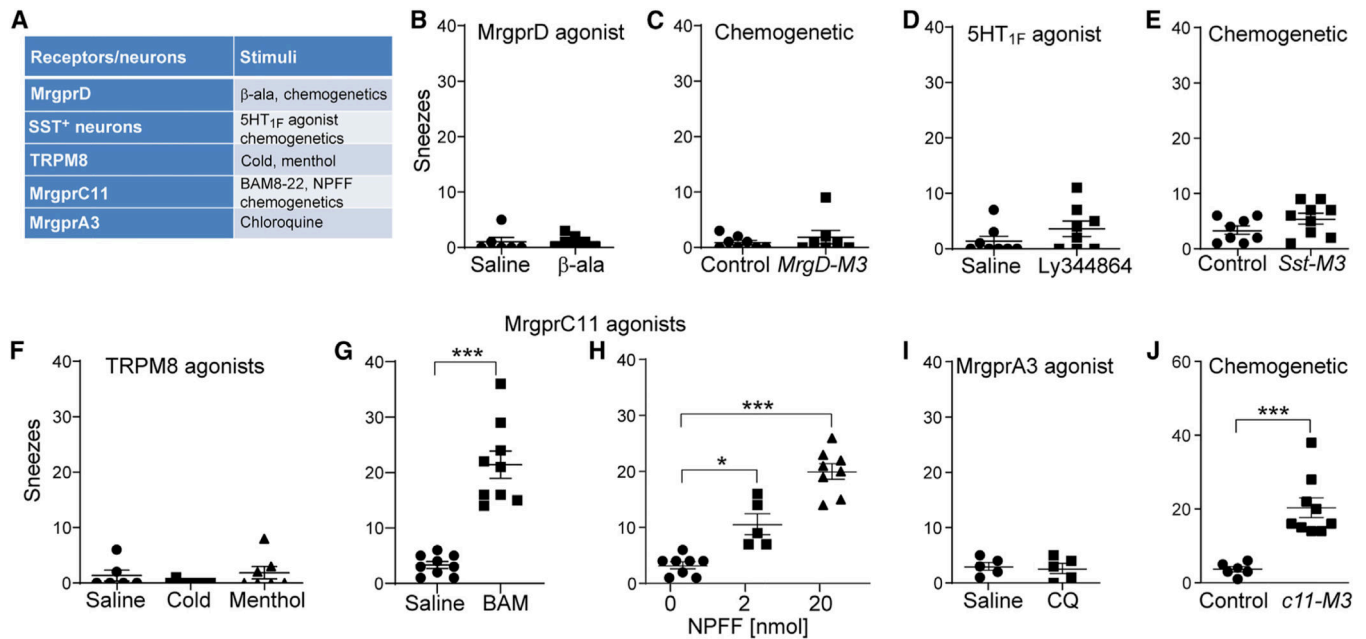 A
Receptors/neurons Stimuli
MrgprD β-ala, chemogenetics
SST+ neurons 5HT1F agonist
chemogenetics
TRPM8 Cold, menthol
MrgprC11 BAM8-22, NPFF
chemogenetics
MrgprA3 Chloroquine
B
MrgprD agonist
Sneezes
40
30
20
10
0
Saline β-ala
C
Chemogenetic
40
30
20
10
0
Control MrgD-M3
D
5HT1F agonist
40
30
20
10
0
Saline Ly344864
E
Chemogenetic
40
30
20
10
0
Control Sst-M3
F
TRPM8 agonists
Sneezes
40
30
20
10
0
Saline Cold Menthol
MrgprC11 agonists
G
40
30
20
10
0
***
Saline BAM
H
40
30
20
10
0
***
*
0 2 20
NPFF [nmol]
I
MrgprA3 agonist
40
30
20
10
0
Saline CQ
J
Chemogenetic
60
40
20
0
***
Control c11-M3